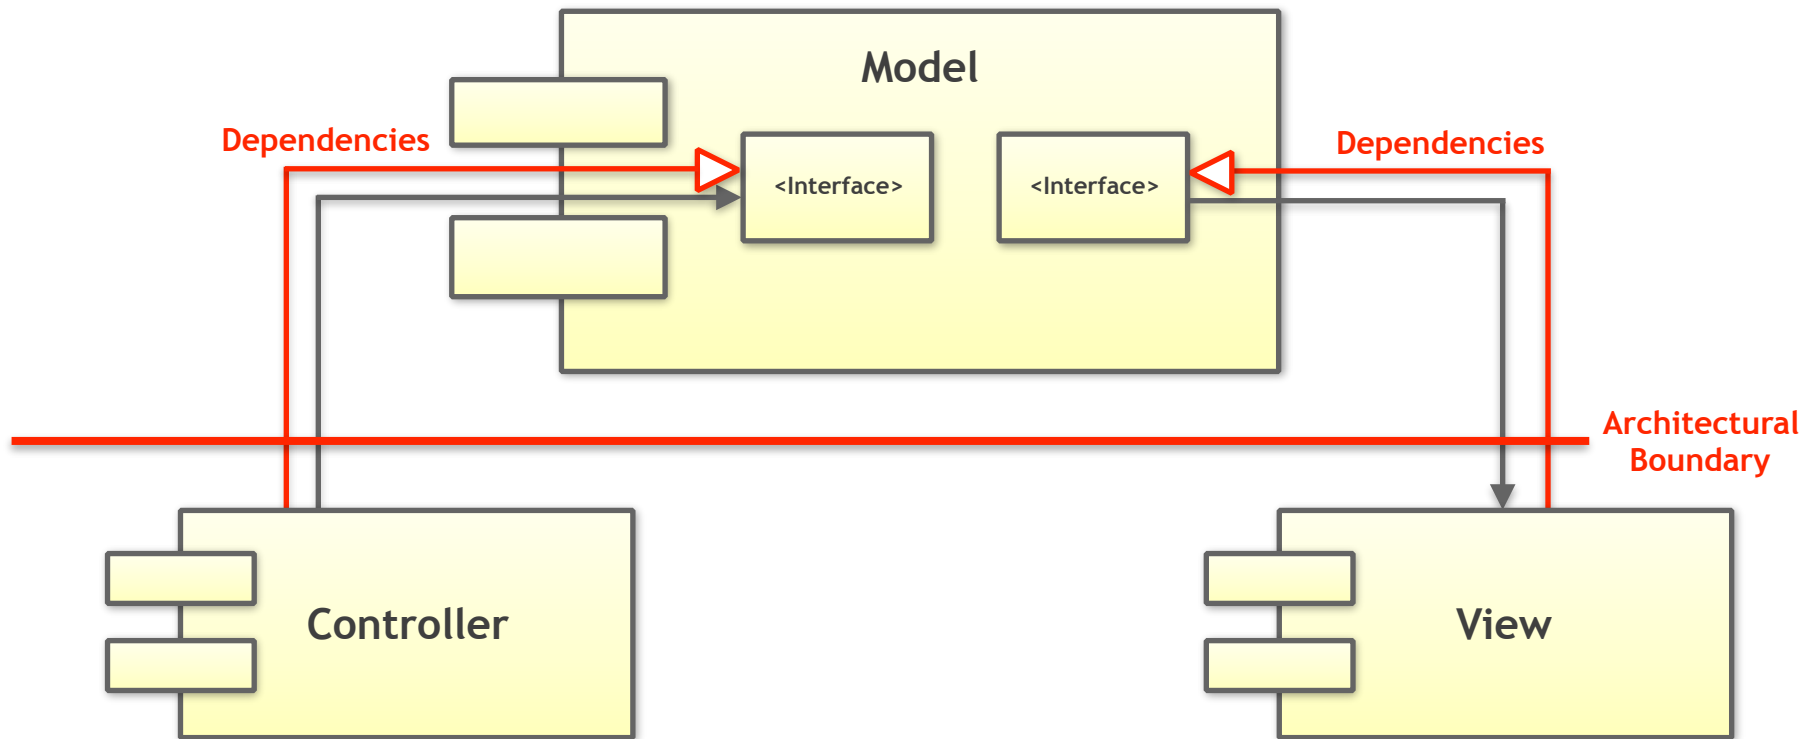 Model
Dependencies
Dependencies
<Interface>
<Interface>
Architectural
Boundary
Controller
View